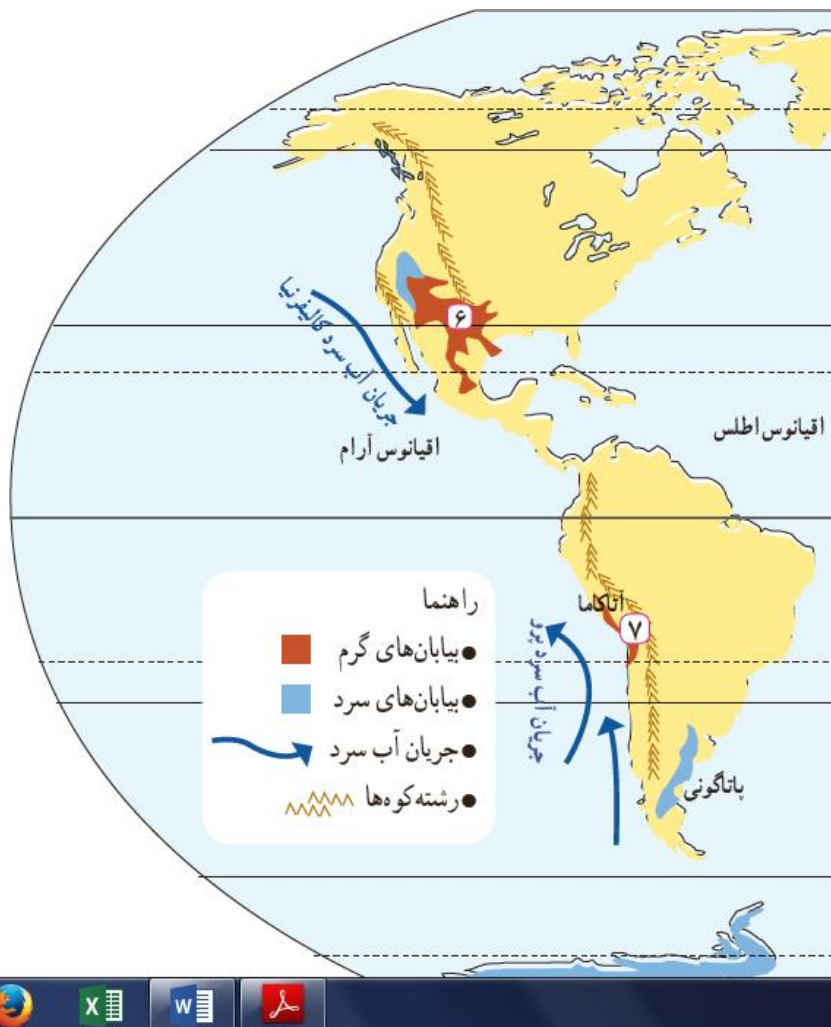 جریان آب سرد کالیفرنیا
۶
اقیانوس آرام
اقیانوس اطلس
آتاکاما
۷
جریان آب سرد پرو
پاتاگونی
راهنما
● بیابان‌های گرم
● بیابان‌های سرد
● جریان آب سرد
● رشته‌کوه‌ها
X
W